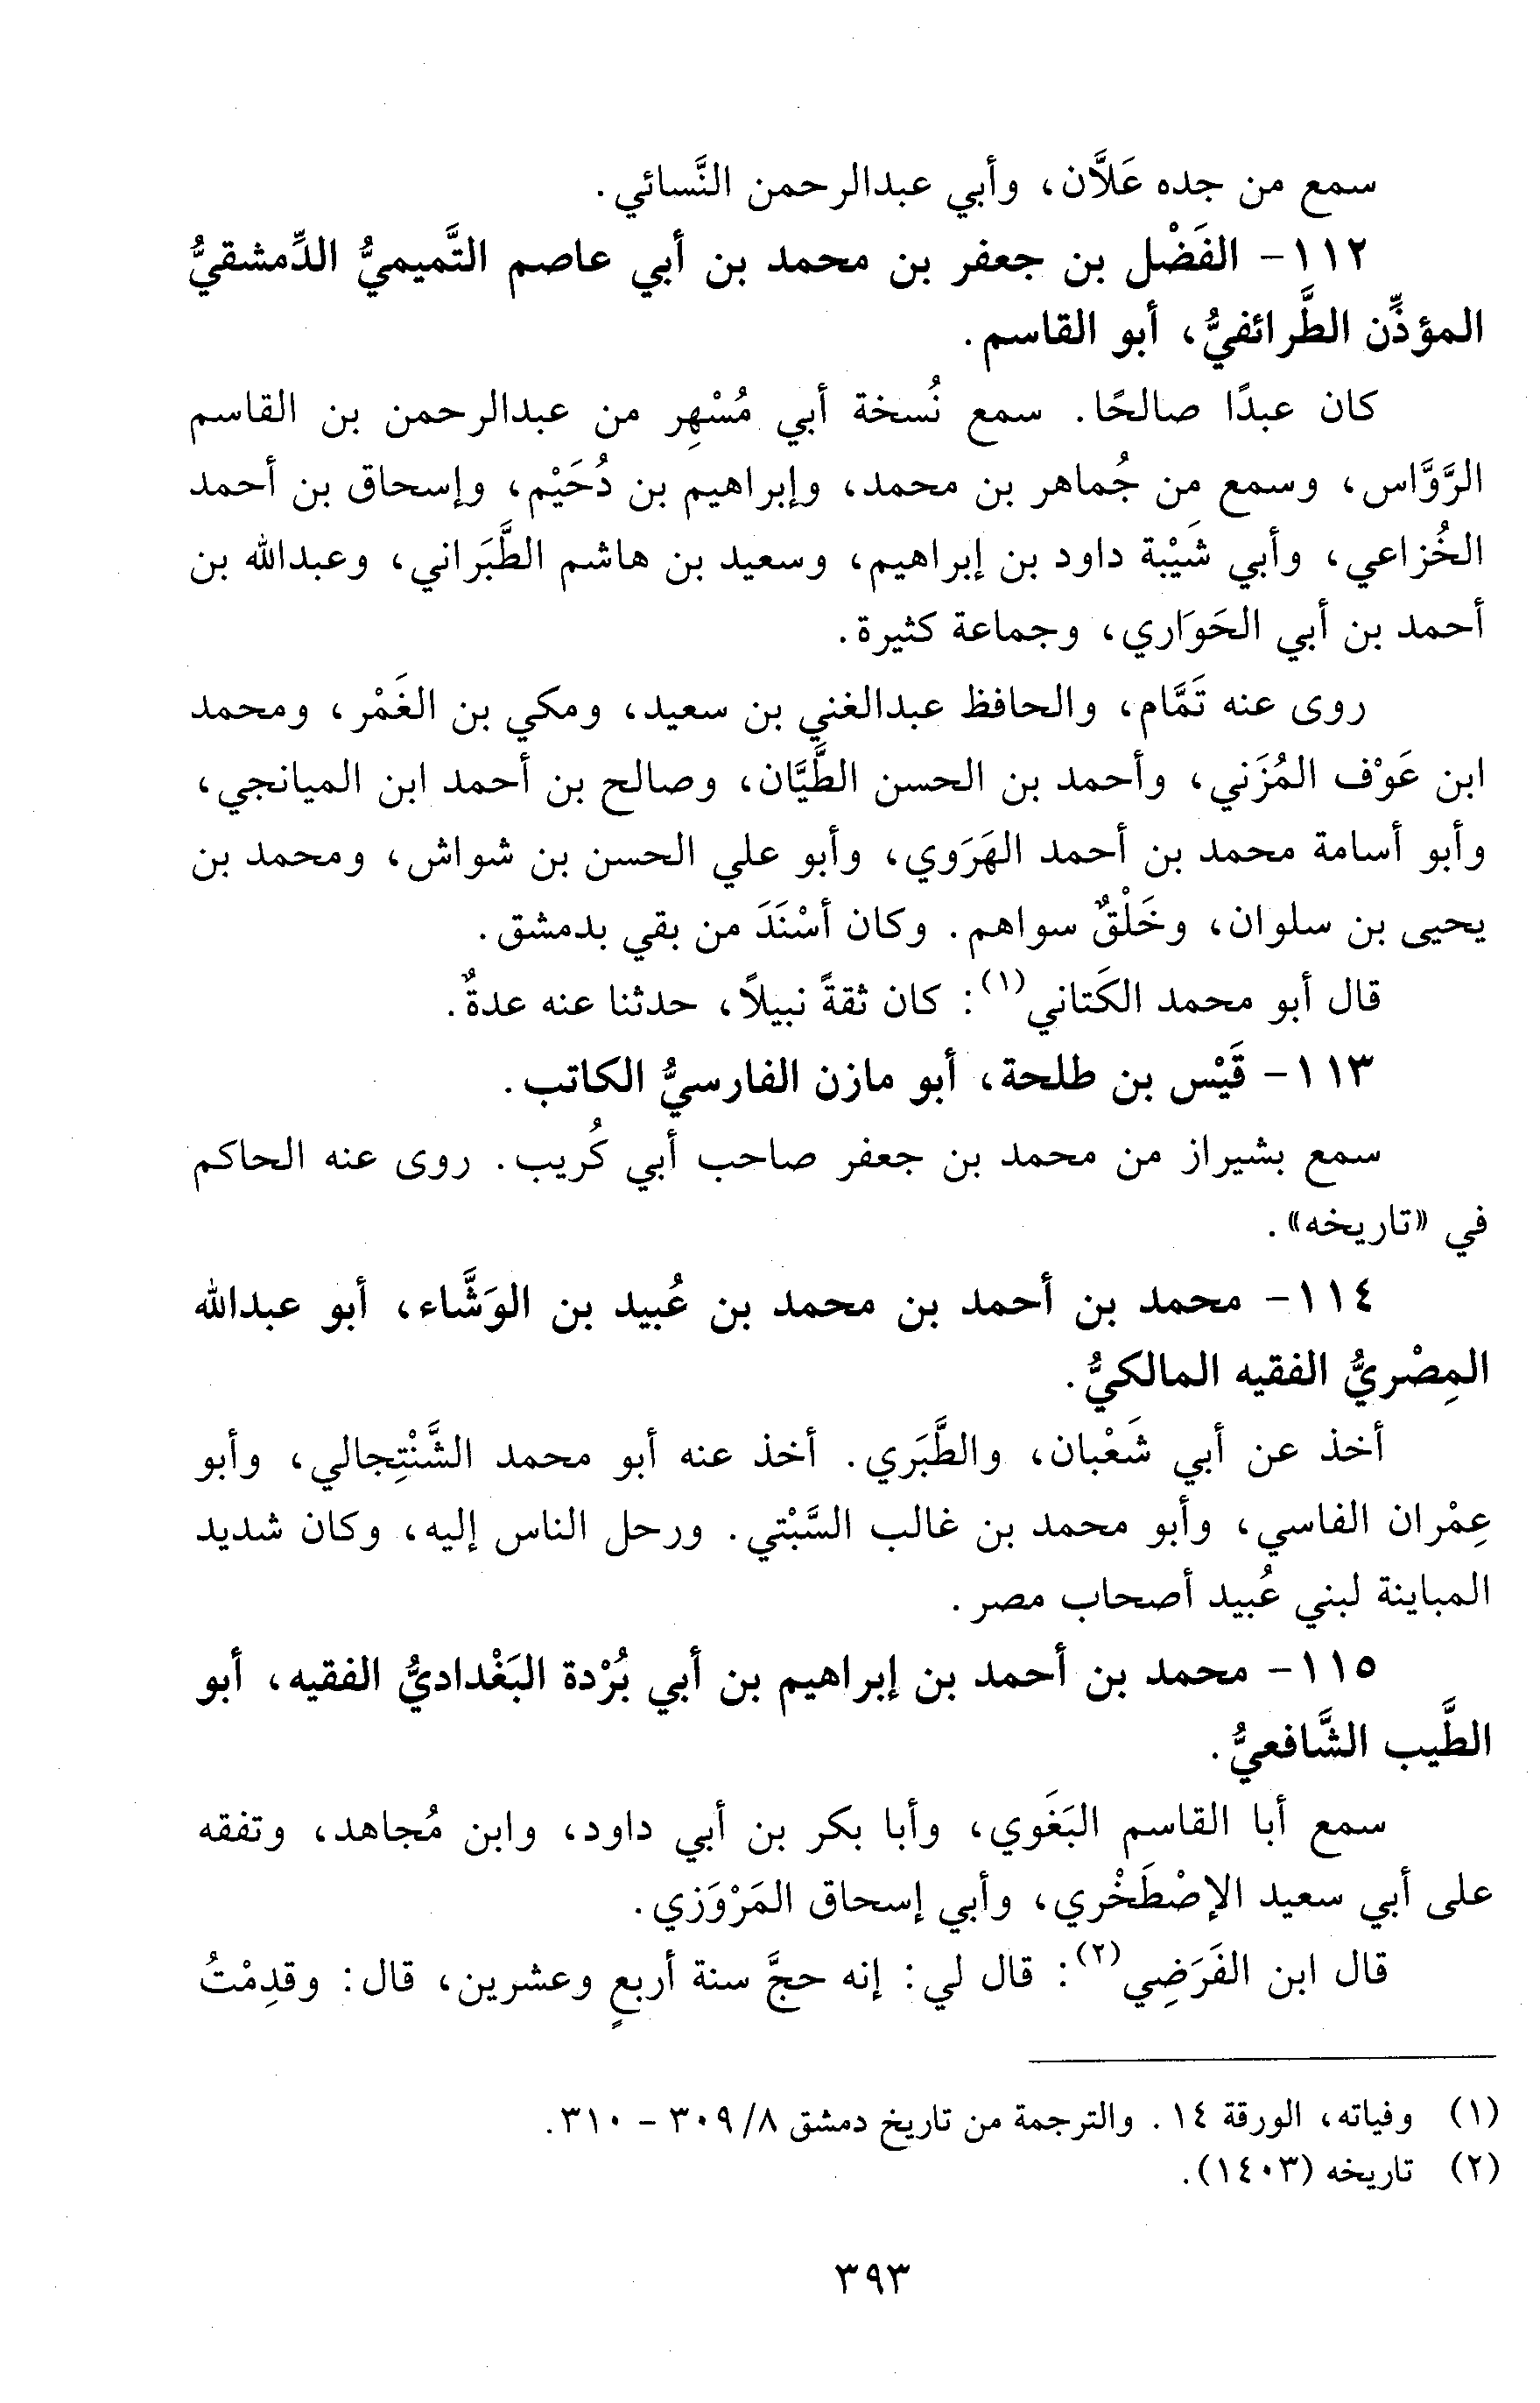 سمع من جده عَلاَّن، وأبي عبدالرحمن النَّسائي.
١١٢- الفَضْل بن جعفر بن محمد بن أبي عاصم التَّميميُّ الدِّمشقيُّ
المؤذِّن الطَّرائفيُّ، أبو القاسم.
كان عبدًا صالحًا. سمع نُسخة أبي مُسْهِر من عبدالرحمن بن القاسم
الرَّوَّاس، وسمع من جُماهر بن محمد، وإبراهيم بن دُحَيْم، وإسحاق بن أحمد
الخُزاعي، وأبي شَيْبة داود بن إبراهيم، وسعيد بن هاشم الطَّبَراني، وعبدالله بن
أحمد بن أبي الحَوَاري، وجماعة كثيرة.
روى عنه تَمَّام، والحافظ عبدالغني بن سعيد، ومكي بن الغَمْر، ومحمد
ابن عَوْف المُزَني، وأحمد بن الحسن الطَّيَّان، وصالح بن أحمد ابن الميانجي،
وأبو أسامة محمد بن أحمد الهَرَوي، وأبو علي الحسن بن شواش، ومحمد بن
يحيى بن سلوان، وخَلْقٌ سواهم. وكان أسْنَدَ من بقي بدمشق.
قال أبو محمد الكَتاني(١): كان ثقةً نبيلاً، حدثنا عنه عدةٌ.
١١٣- قَيْس بن طلحة، أبو مازن الفارسيُّ الكاتب.
سمع بشيراز من محمد بن جعفر صاحب أبي كُريب. روى عنه الحاكم
في «تاريخه».
١١٤- محمد بن أحمد بن محمد بن عُبيد بن الوَشَّاء، أبو عبدالله
المِصْريُّ الفقيه المالكيُّ.
أخذ عن أبي شَعْبان، والطَّبَري. أخذ عنه أبو محمد الشَّنْتِجالي، وأبو
عِمْران الفاسي، وأبو محمد بن غالب السَّبْتي. ورحل الناس إليه، وكان شديد
المباينة لبني عُبيد أصحاب مصر.
١١٥- محمد بن أحمد بن إبراهيم بن أبي بُرْدة البَغْداديُّ الفقيه، أبو
الطَّيب الشَّافعيُّ.
سمع أبا القاسم البَغَوي، وأبا بكر بن أبي داود، وابن مُجاهد، وتفقه
على أبي سعيد الإصْطَخْري، وأبي إسحاق المَرْوَزي.
قال ابن الفَرَضِي(٢): قال لي: إنه حجَّ سنة أربعٍ وعشرين، قال: وقدِمْتُ
(١) وفياته، الورقة ١٤. والترجمة من تاريخ دمشق ٨/ ٣٠٩ - ٣١٠.
(٢) تاريخه (١٤٠٣).
٣٩٣